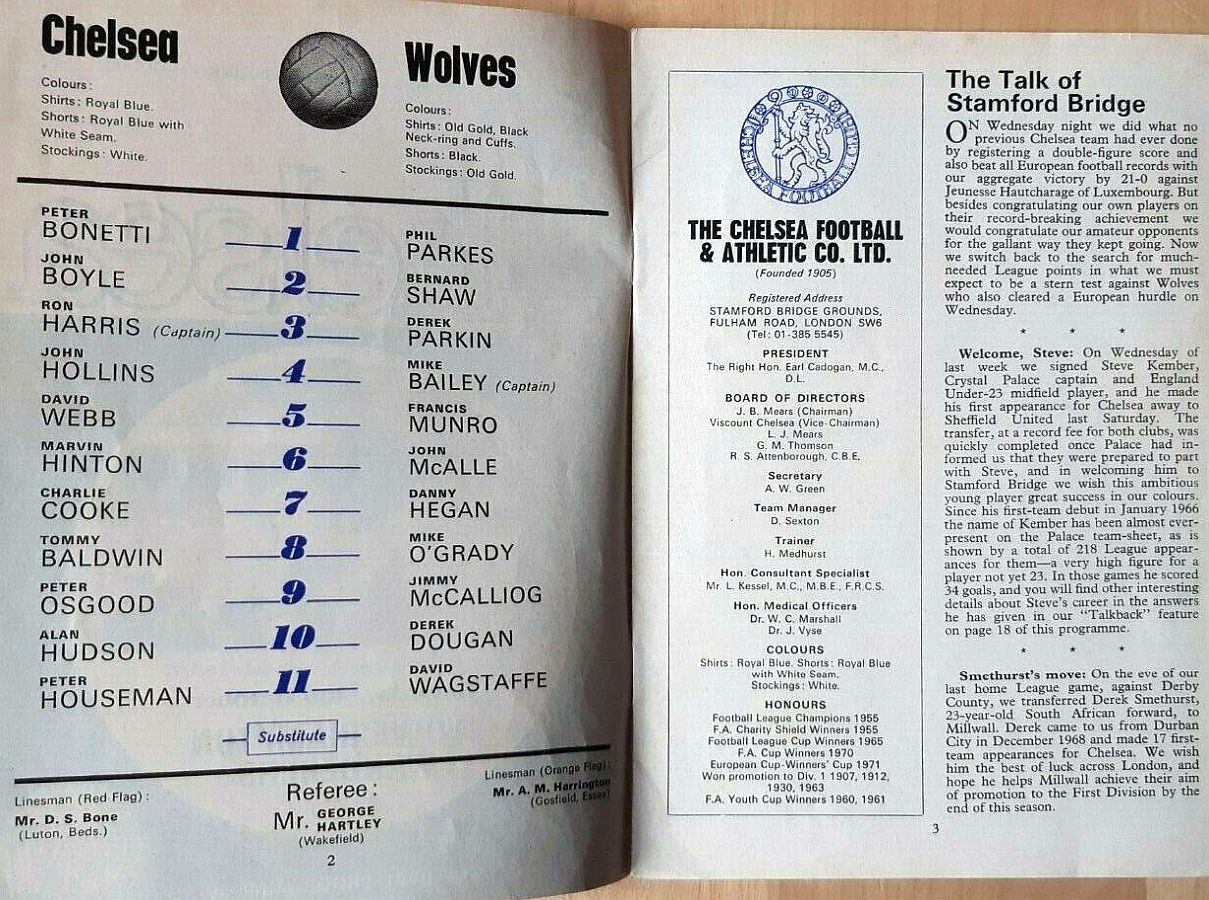 Chelsea
Colours:
Shirts: Royal Blue.
Shorts: Royal Blue with
White Seam.
Stockings: White.
Wolves
Colours:
Shirts: Old Gold, Black
Neck-ring and Cuffs.
Shorts: Black.
Stockings: Old Gold.
PETER
BONETTI 1 PHIL
PARKES
JOHN
BOYLE 2 BERNARD
SHAW
RON
HARRIS (Captain) 3 DEREK
PARKIN
JOHN
HOLLINS 4 MIKE
BAILEY (Captain)
DAVID
WEBB 5 FRANCIS
MUNRO
MARVIN
HINTON 6 JOHN
McALLE
CHARLIE
COOKE 7 DANNY
HEGAN
TOMMY
BALDWIN 8 MIKE
O'GRADY
PETER
OSGOOD 9 JIMMY
McCALLIOG
ALAN
HUDSON 10 DEREK
DOUGAN
PETER
HOUSEMAN 11 DAVID
WAGSTAFFE
Substitute
Linesman (Red Flag):
Mr. D. S. Bone
(Luton, Beds.)
Referee:
Mr. GEORGE
HARTLEY
(Wakefield)
Linesman (Orange Flag):
Mr. A. M. Harrington
(Gosfield, Essex)
2
CHELSEA FOOTBALL CLUB
THE CHELSEA FOOTBALL
& ATHLETIC CO. LTD.
(Founded 1905)
Registered Address
STAMFORD BRIDGE GROUNDS,
FULHAM ROAD, LONDON SW6
(Tel: 01-385 5545)
PRESIDENT
The Right Hon. Earl Cadogan, M.C.,
D.L.
BOARD OF DIRECTORS
J. B. Mears (Chairman)
Viscount Chelsea (Vice-Chairman)
L. J. Mears
G. M. Thomson
R. S. Attenborough, C.B.E.
Secretary
A. W. Green
Team Manager
D. Sexton
Trainer
H. Medhurst
Hon. Consultant Specialist
Mr. L. Kessel, M.C., M.B.E., F.R.C.S.
Hon. Medical Officers
Dr. W. C. Marshall
Dr. J. Vyse
COLOURS
Shirts: Royal Blue. Shorts: Royal Blue
with White Seam.
Stockings: White.
HONOURS
Football League Champions 1955
F.A. Charity Shield Winners 1955
Football League Cup Winners 1965
F.A. Cup Winners 1970
European Cup-Winners' Cup 1971
Won promotion to Div. 1 1907, 1912,
1930, 1963
F.A. Youth Cup Winners 1960, 1961
The Talk of
Stamford Bridge
ON Wednesday night we did what no
previous Chelsea team had ever done
by registering a double-figure score and
also beat all European football records with
our aggregate victory by 21-0 against
Jeunesse Hautcharage of Luxembourg. But
besides congratulating our own players on
their record-breaking achievement we
would congratulate our amateur opponents
for the gallant way they kept going. Now
we switch back to the search for much-
needed League points in what we must
expect to be a stern test against Wolves
who also cleared a European hurdle on
Wednesday.
* * *
Welcome, Steve: On Wednesday of
last week we signed Steve Kember,
Crystal Palace captain and England
Under-23 midfield player, and he made
his first appearance for Chelsea away to
Sheffield United last Saturday. The
transfer, at a record fee for both clubs, was
quickly completed once Palace had in-
formed us that they were prepared to part
with Steve, and in welcoming him to
Stamford Bridge we wish this ambitious
young player great success in our colours.
Since his first-team debut in January 1966
the name of Kember has been almost ever-
present on the Palace team-sheet, as is
shown by a total of 218 League appear-
ances for them—a very high figure for a
player not yet 23. In those games he scored
34 goals, and you will find other interesting
details about Steve's career in the answers
he has given in our "Talkback" feature
on page 18 of this programme.
* * *
Smethurst's move: On the eve of our
last home League game, against Derby
County, we transferred Derek Smethurst,
23-year-old South African forward, to
Millwall. Derek came to us from Durban
City in December 1968 and made 17 first-
team appearances for Chelsea. We wish
him the best of luck across London, and
hope he helps Millwall achieve their aim
of promotion to the First Division by the
end of this season.
3